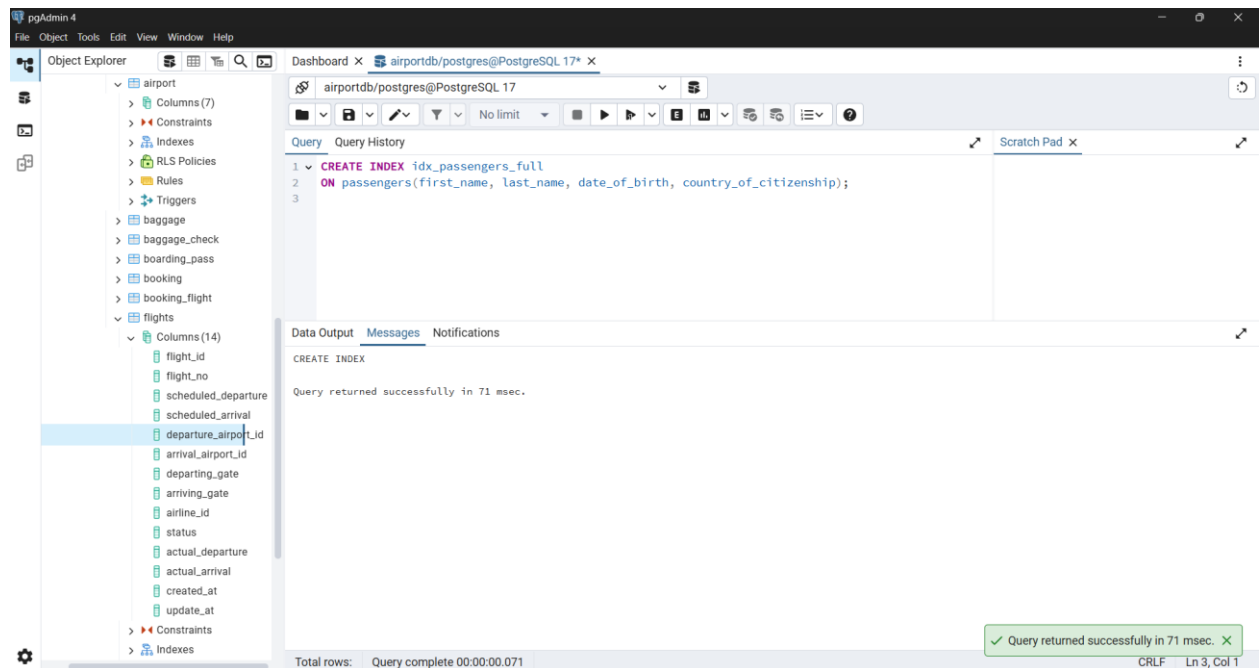 pgAdmin 4
File Object Tools Edit View Window Help
Object Explorer
Dashboard
airportdb/postgres@PostgreSQL 17*
airportdb/postgres@PostgreSQL 17
No limit
Query Query History
Scratch Pad
1 CREATE INDEX idx_passengers_full
2 ON passengers(first_name, last_name, date_of_birth, country_of_citizenship);
3
airport
Columns (7)
Constraints
Indexes
RLS Policies
Rules
Triggers
baggage
baggage_check
boarding_pass
booking
booking_flight
flights
Columns (14)
flight_id
flight_no
scheduled_departure
scheduled_arrival
departure_airport_id
arrival_airport_id
departing_gate
arriving_gate
airline_id
status
actual_departure
actual_arrival
created_at
update_at
Constraints
Indexes
Data Output Messages Notifications
CREATE INDEX
Query returned successfully in 71 msec.
Query returned successfully in 71 msec.
Total rows: Query complete 00:00:00.071
CRLF Ln 3, Col 1